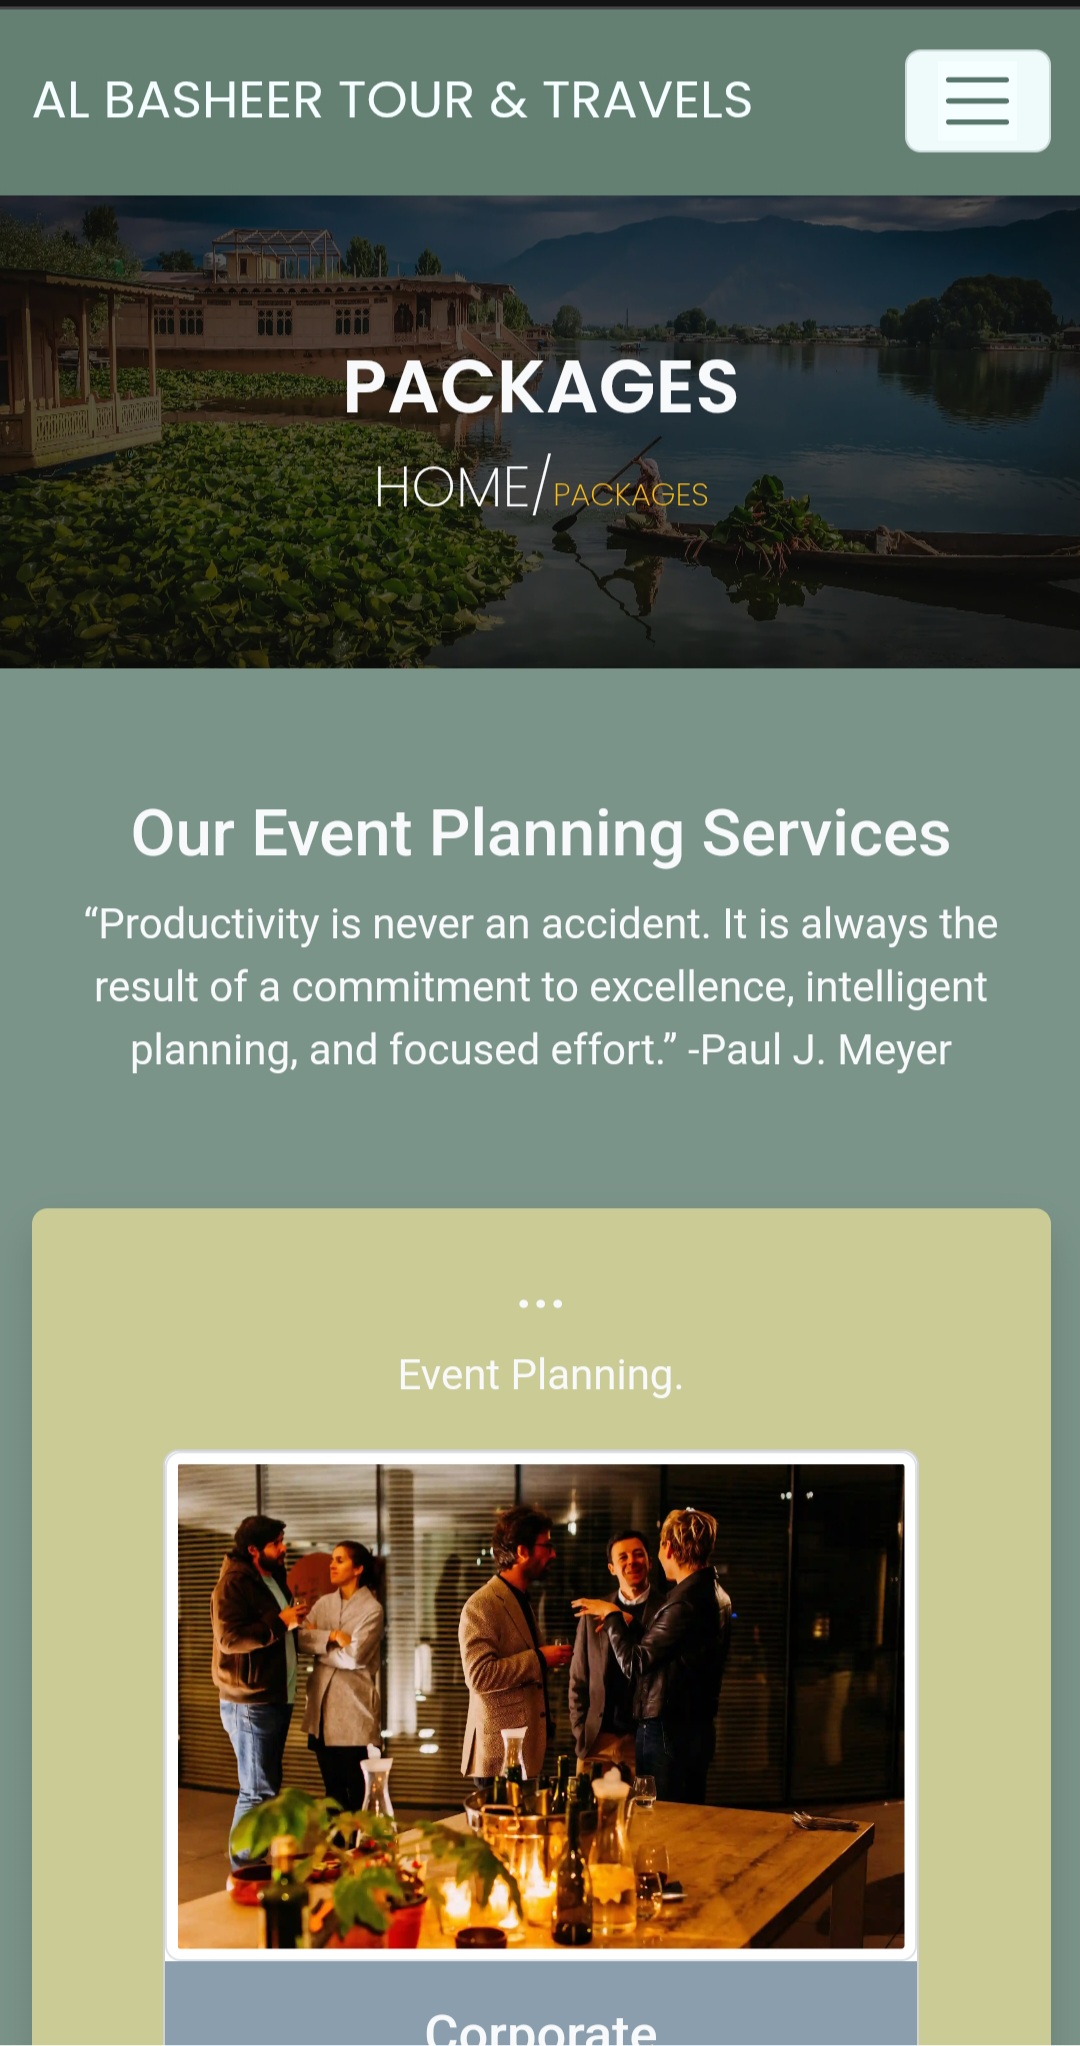 AL BASHEER TOUR & TRAVELS
PACKAGES
HOME/PACKAGES
Our Event Planning Services
“Productivity is never an accident. It is always the
result of a commitment to excellence, intelligent
planning, and focused effort.” -Paul J. Meyer
...
Event Planning.
Corporate